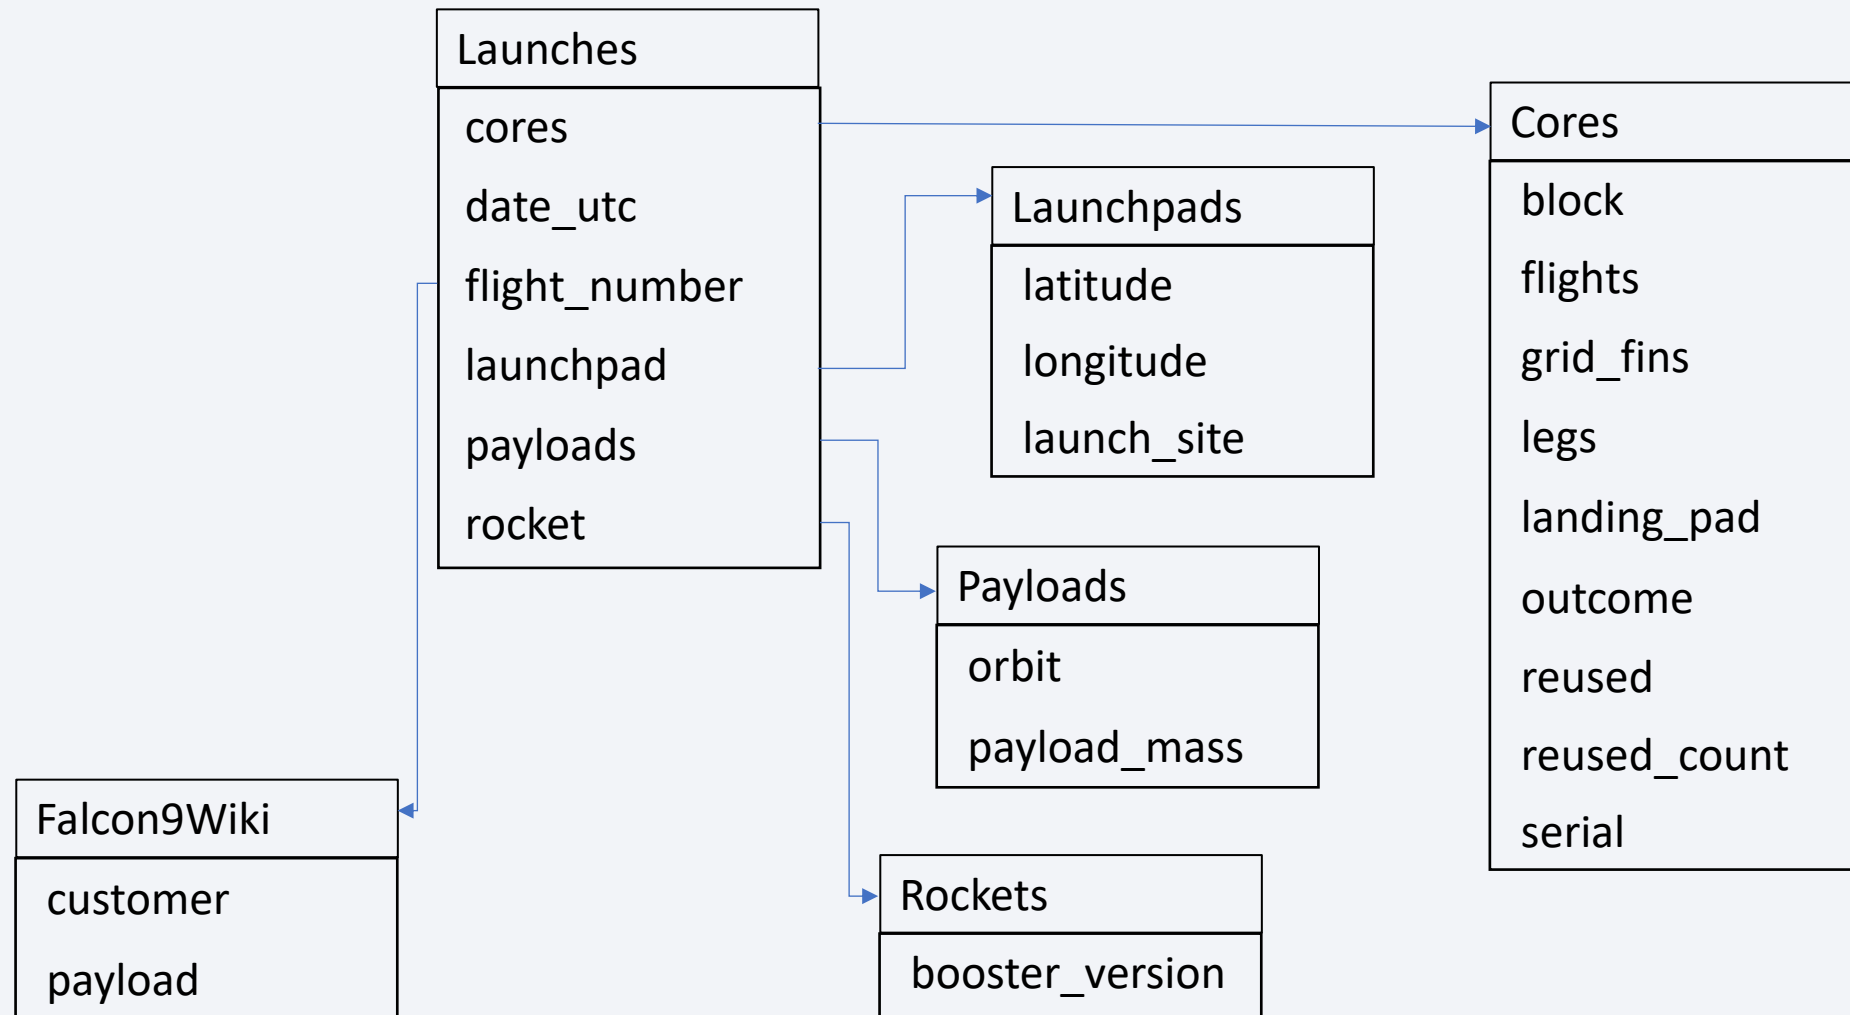 Launches
cores
date_utc
flight_number
launchpad
payloads
rocket
Launchpads
latitude
longitude
launch_site
Cores
block
flights
grid_fins
legs
landing_pad
outcome
reused
reused_count
serial
Payloads
orbit
payload_mass
Falcon9Wiki
customer
payload
Rockets
booster_version